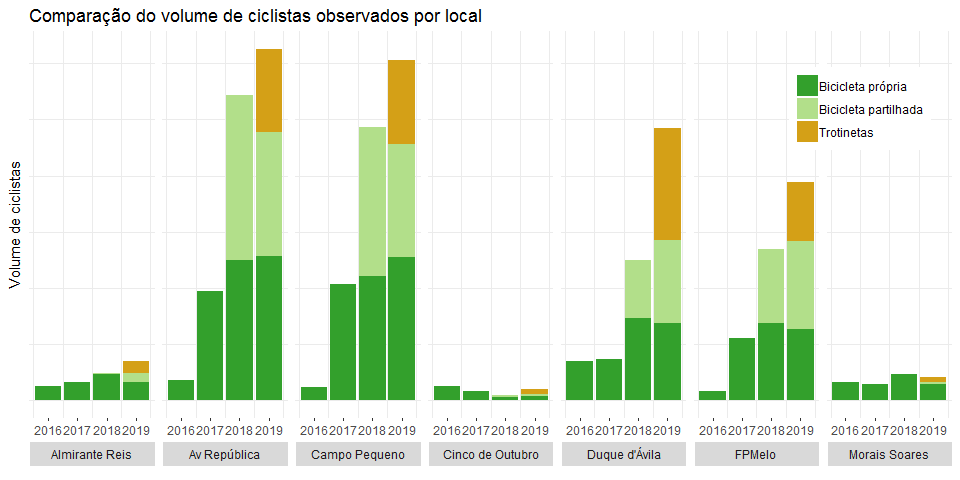 Comparação do volume de ciclistas observados por local
Volume de ciclistas
Bicicleta própria
Bicicleta partilhada
Trotinetas
2016 2017 2018 2019 2016 2017 2018 2019 2016 2017 2018 2019 2016 2017 2018 2019 2016 2017 2018 2019 2016 2017 2018 2019 2016 2017 2018 2019
Almirante Reis Av República Campo Pequeno Cinco de Outubro Duque d'Ávila FPMelo Morais Soares